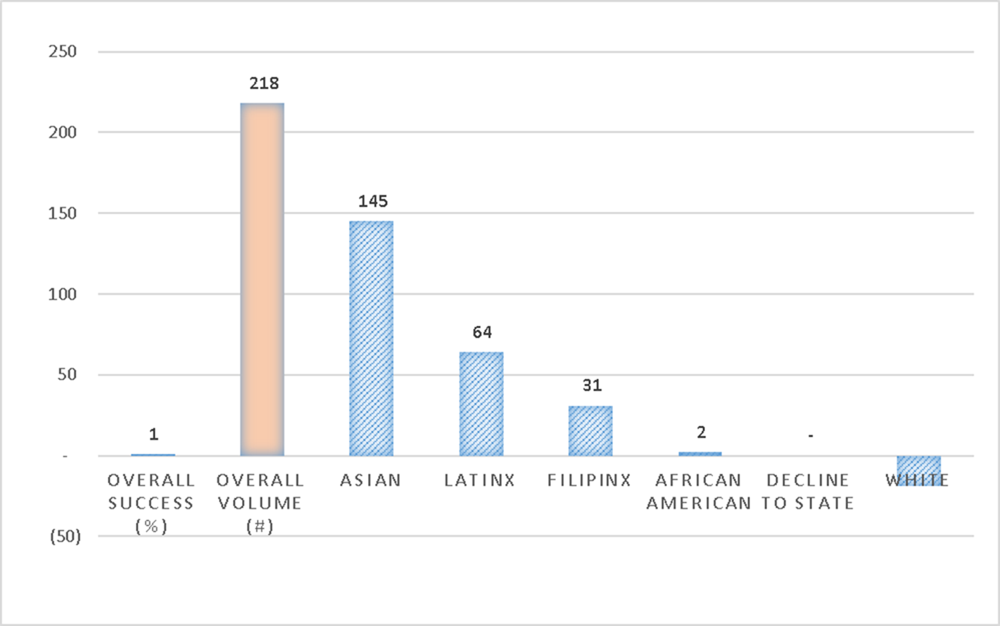 250
218
200
145
150
100
64
50
31
1
2
-
-
OVERALL SUCCESS (%)
OVERALL VOLUME (#)
ASIAN
LATINX
FILIPINX
AFRICAN AMERICAN
DECLINE TO STATE
WHITE
(50)